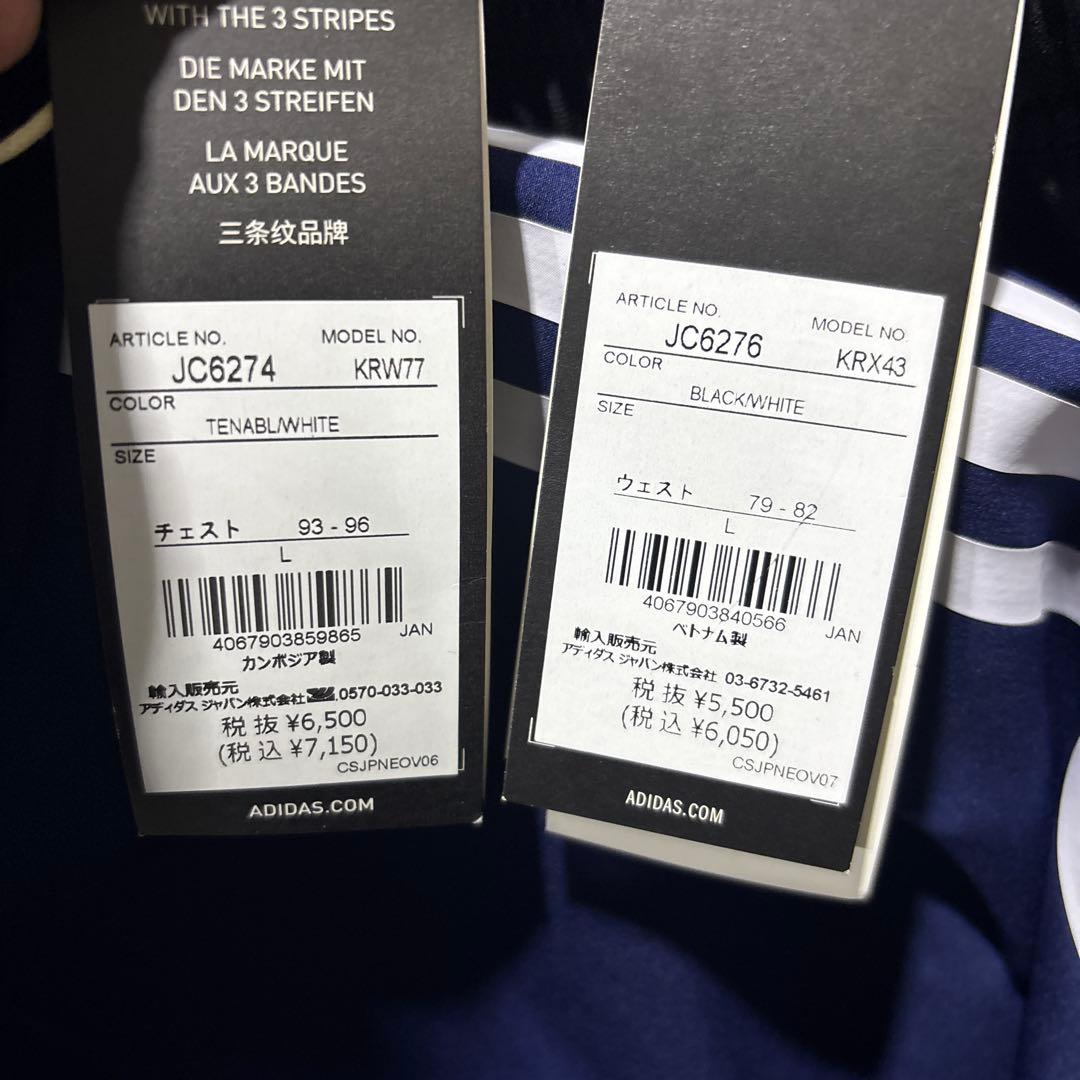 WITH THE 3 STRIPES
DIE MARKE MIT
DEN 3 STREIFEN
LA MARQUE
AUX 3 BANDES
三条纹品牌
ARTICLE NO. MODEL NO.
JC6274 KRW77
COLOR
TENABL/WHITE
SIZE
チェスト 93 - 96
L
4067903859865 JAN
カンボジア製
輸入販売元
アディダス ジャパン株式会社 0570-033-033
税抜 ¥6,500
(税込 ¥7,150)
CSJPNEOV06
ADIDAS.COM
ARTICLE NO. MODEL NO.
JC6276 KRX43
COLOR
BLACK/WHITE
SIZE
ウェスト 79 - 82
L
4067903840566 JAN
ベトナム製
輸入販売元
アディダス ジャパン株式会社 03-6732-5461
税抜 ¥5,500
(税込 ¥6,050)
CSJPNEOV07
ADIDAS.COM